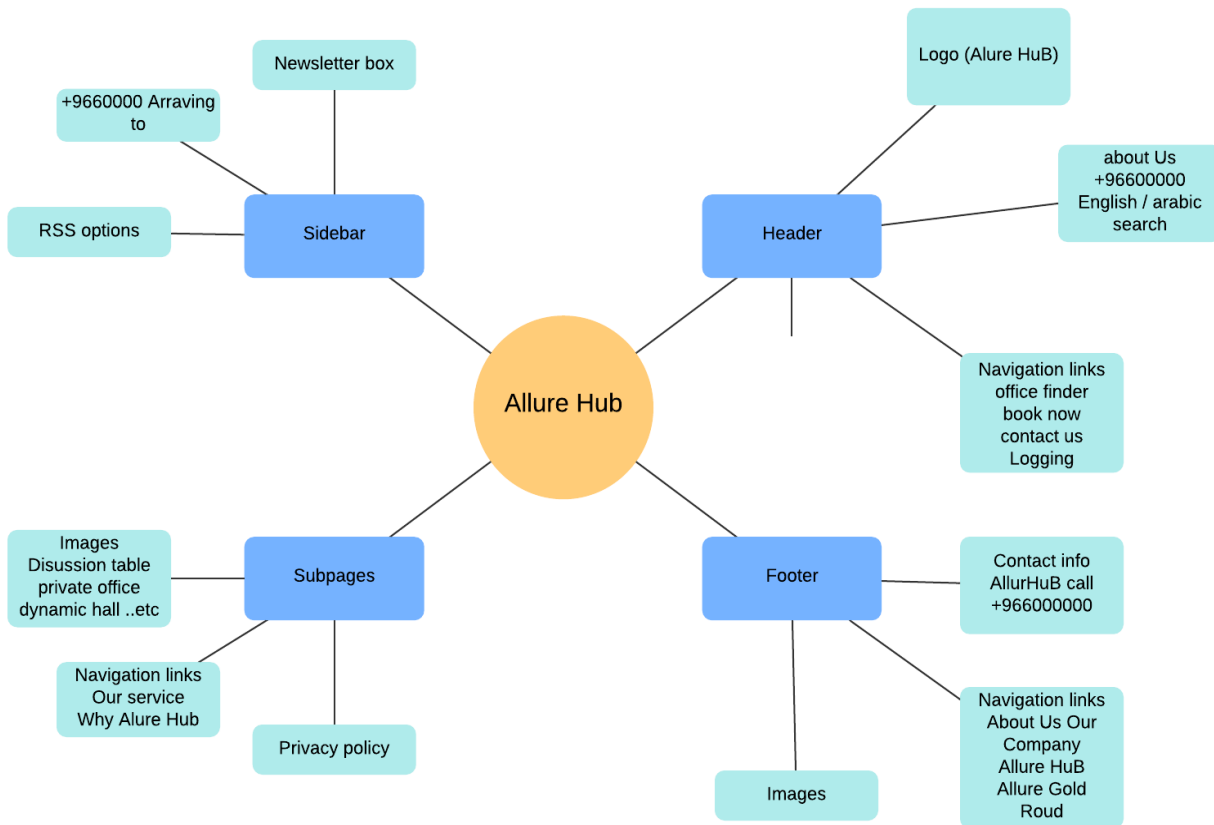 Newsletter box
+9660000 Arraving
to
RSS options
Sidebar
Logo (Alure HuB)
about Us
+96600000
English / arabic
search
Header
Navigation links
office finder
book now
contact us
Logging
Allure Hub
Images
Disussion table
private office
dynamic hall ..etc
Subpages
Navigation links
Our service
Why Alure Hub
Privacy policy
Footer
Contact info
AllurHuB call
+966000000
Navigation links
About Us Our
Company
Allure HuB
Allure Gold
Roud
Images